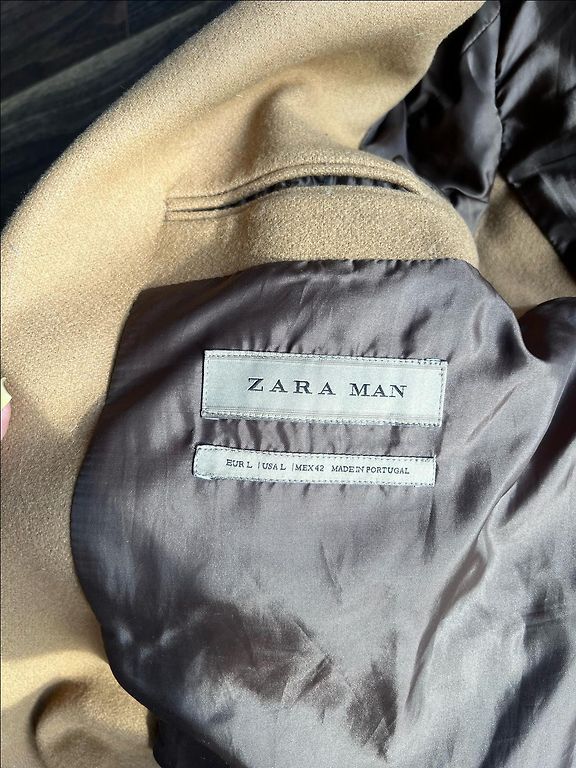 ZARA MAN
EUR L | USA L | MEX 42 MADE IN PORTUGAL